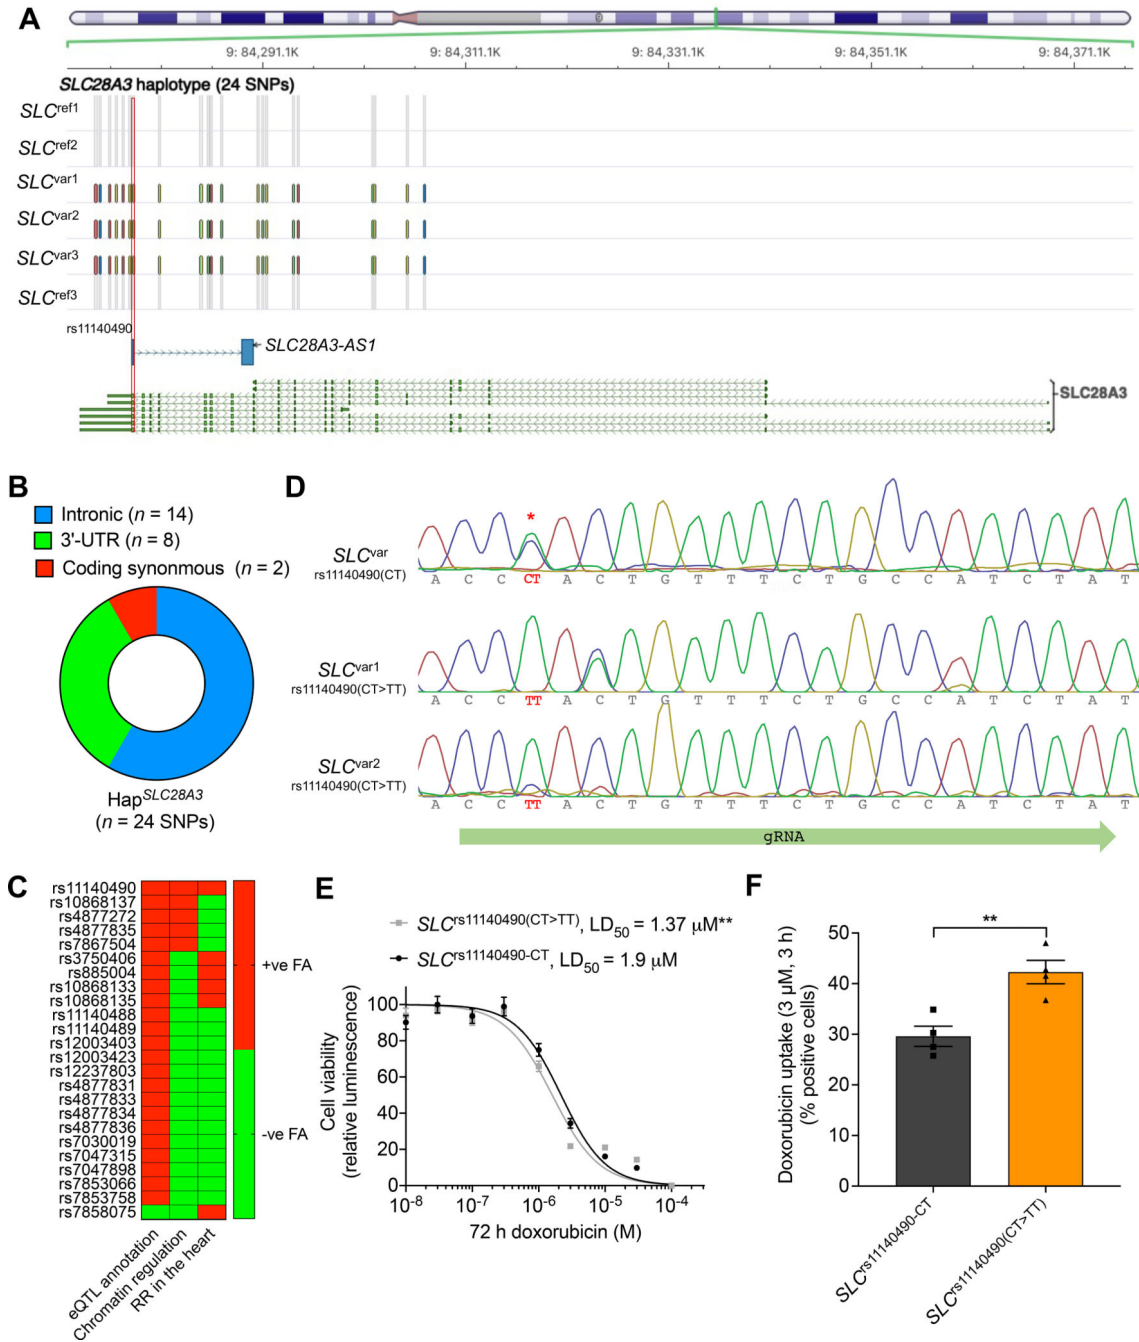 A
9: 84,291.1K 9: 84,311.1K 9: 84,331.1K 9: 84,351.1K 9: 84,371.1K
SLC28A3 haplotype (24 SNPs)
SLCref1
SLCref2
SLCvar1
SLCvar2
SLCvar3
SLCref3
rs11140490
SLC28A3-AS1
SLC28A3
B
Intronic (n = 14)
3'-UTR (n = 8)
Coding synonmous (n = 2)
HapSLC28A3
(n = 24 SNPs)
C
rs11140490
rs10868137
rs4877272
rs4877835
rs7867504
rs3750406
rs885004
rs10868133
rs10868135
rs11140488
rs11140489
rs12003403
rs12003423
rs12237803
rs4877831
rs4877833
rs4877834
rs4877836
rs7030019
rs7047315
rs7047898
rs7853066
rs7853758
rs7858075
+ve FA
-ve FA
eQTL annotation
Chromatin regulation
RR in the heart
D
*
SLCvar
rs11140490(CT)
A C C CT A C T G T T T C T G C C A T C T A T
SLCvar1
rs11140490(CT>TT)
A C C TT A C T G T T T C T G C C A T C T A T
SLCvar2
rs11140490(CT>TT)
A C C TT A C T G T T T C T G C C A T C T A T
gRNA
E
SLCrs11140490(CT>TT), LD50 = 1.37 µM**
SLCrs11140490-CT, LD50 = 1.9 µM
Cell viability
(relative luminescence)
100
80
60
40
20
0
10-8 10-7 10-6 10-5 10-4
72 h doxorubicin (M)
F
**
Doxorubicin uptake (3 µM, 3 h)
(% positive cells)
50
40
30
20
10
0
SLCrs11140490-CT
SLCrs11140490(CT>TT)